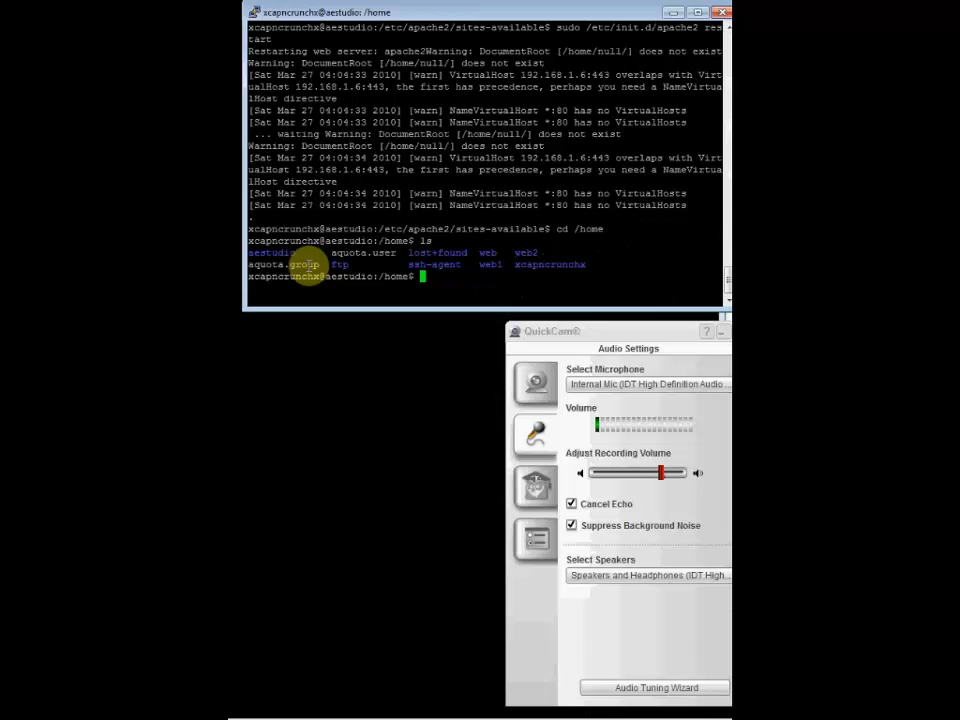 xcapncrunchx@aestudio: /home
xcapncrunchx@aestudio:/etc/apache2/sites-available$ sudo /etc/init.d/apache2 res
tart
Restarting web server: apache2Warning: DocumentRoot [/home/null/] does not exist
Warning: DocumentRoot [/home/null/] does not exist
[Sat Mar 27 04:04:33 2010] [warn] VirtualHost 192.168.1.6:443 overlaps with Virt
ualHost 192.168.1.6:443, the first has precedence, perhaps you need a NameVirtua
lHost directive
[Sat Mar 27 04:04:33 2010] [warn] NameVirtualHost *:80 has no VirtualHosts
[Sat Mar 27 04:04:33 2010] [warn] NameVirtualHost *:80 has no VirtualHosts
... waiting Warning: DocumentRoot [/home/null/] does not exist
Warning: DocumentRoot [/home/null/] does not exist
[Sat Mar 27 04:04:34 2010] [warn] VirtualHost 192.168.1.6:443 overlaps with Virt
ualHost 192.168.1.6:443, the first has precedence, perhaps you need a NameVirtua
lHost directive
[Sat Mar 27 04:04:34 2010] [warn] NameVirtualHost *:80 has no VirtualHosts
[Sat Mar 27 04:04:34 2010] [warn] NameVirtualHost *:80 has no VirtualHosts
.
xcapncrunchx@aestudio:/etc/apache2/sites-available$ cd /home
xcapncrunchx@aestudio:/home$ ls
aestudio aquota.user lost+found web web2
aquota.group ftp ssh-agent web1 xcapncrunchx
xcapncrunchx@aestudio:/home$
QuickCam®
Audio Settings
Select Microphone
Internal Mic (IDT High Definition Audio ...
Volume
Adjust Recording Volume
Cancel Echo
Suppress Background Noise
Select Speakers
Speakers and Headphones (IDT High...
Audio Tuning Wizard